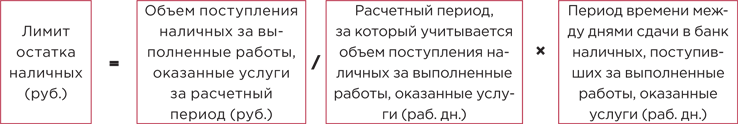 Лимит
остатка
наличных
(руб.)
=
Объем поступления
наличных за вы-
полненные работы,
оказанные услуги
за расчетный
период (руб.)
/
Расчетный период,
за который учитывается
объем поступления на-
личных за выполненные
работы, оказанные услу-
ги (раб. дн.)
×
Период времени меж-
ду днями сдачи в банк
наличных, поступив-
ших за выполненные
работы, оказанные
услуги (раб. дн.)